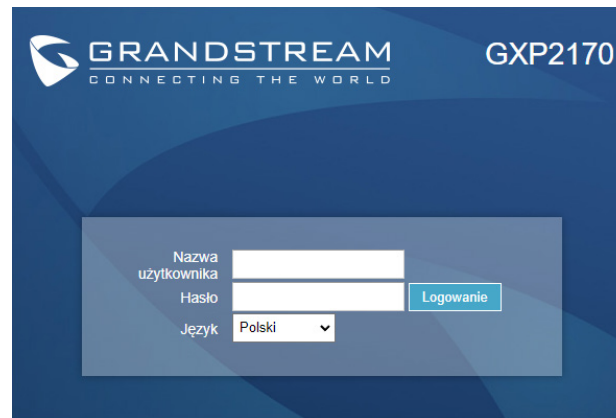 GRANDSTREAM
CONNECTING THE WORLD
GXP2170
Nazwa
użytkownika
Hasło
Logowanie
Język
Polski